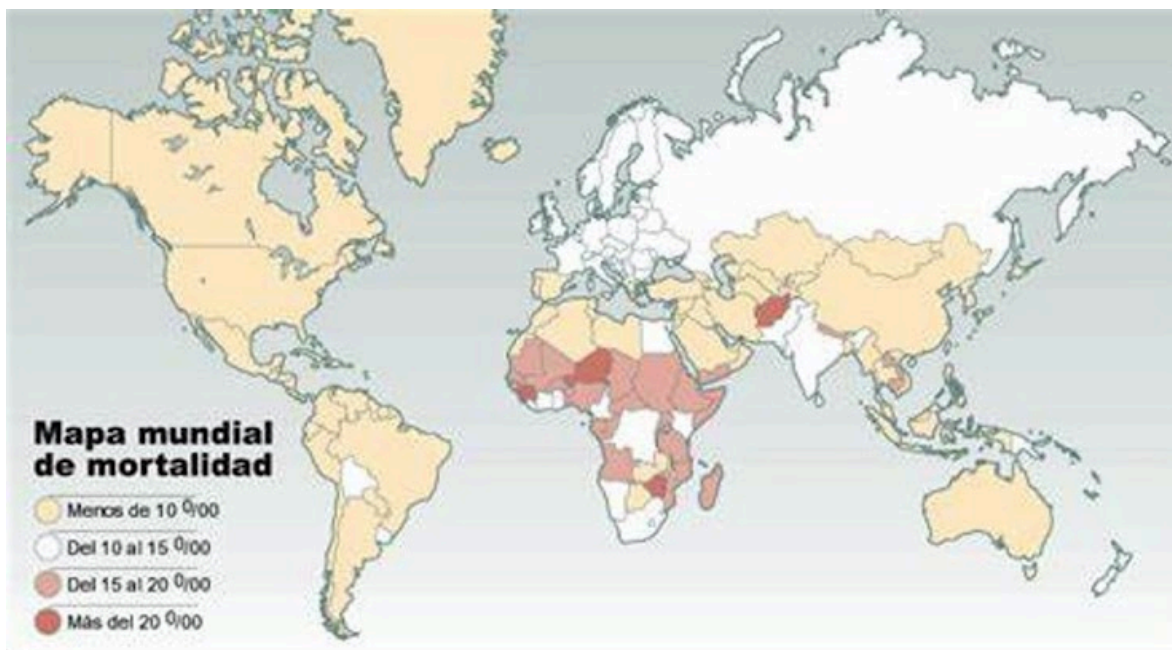 Mapa mundial
de mortalidad
Menos de 10 0/00
Del 10 al 15 0/00
Del 15 al 20 0/00
Más del 20 0/00